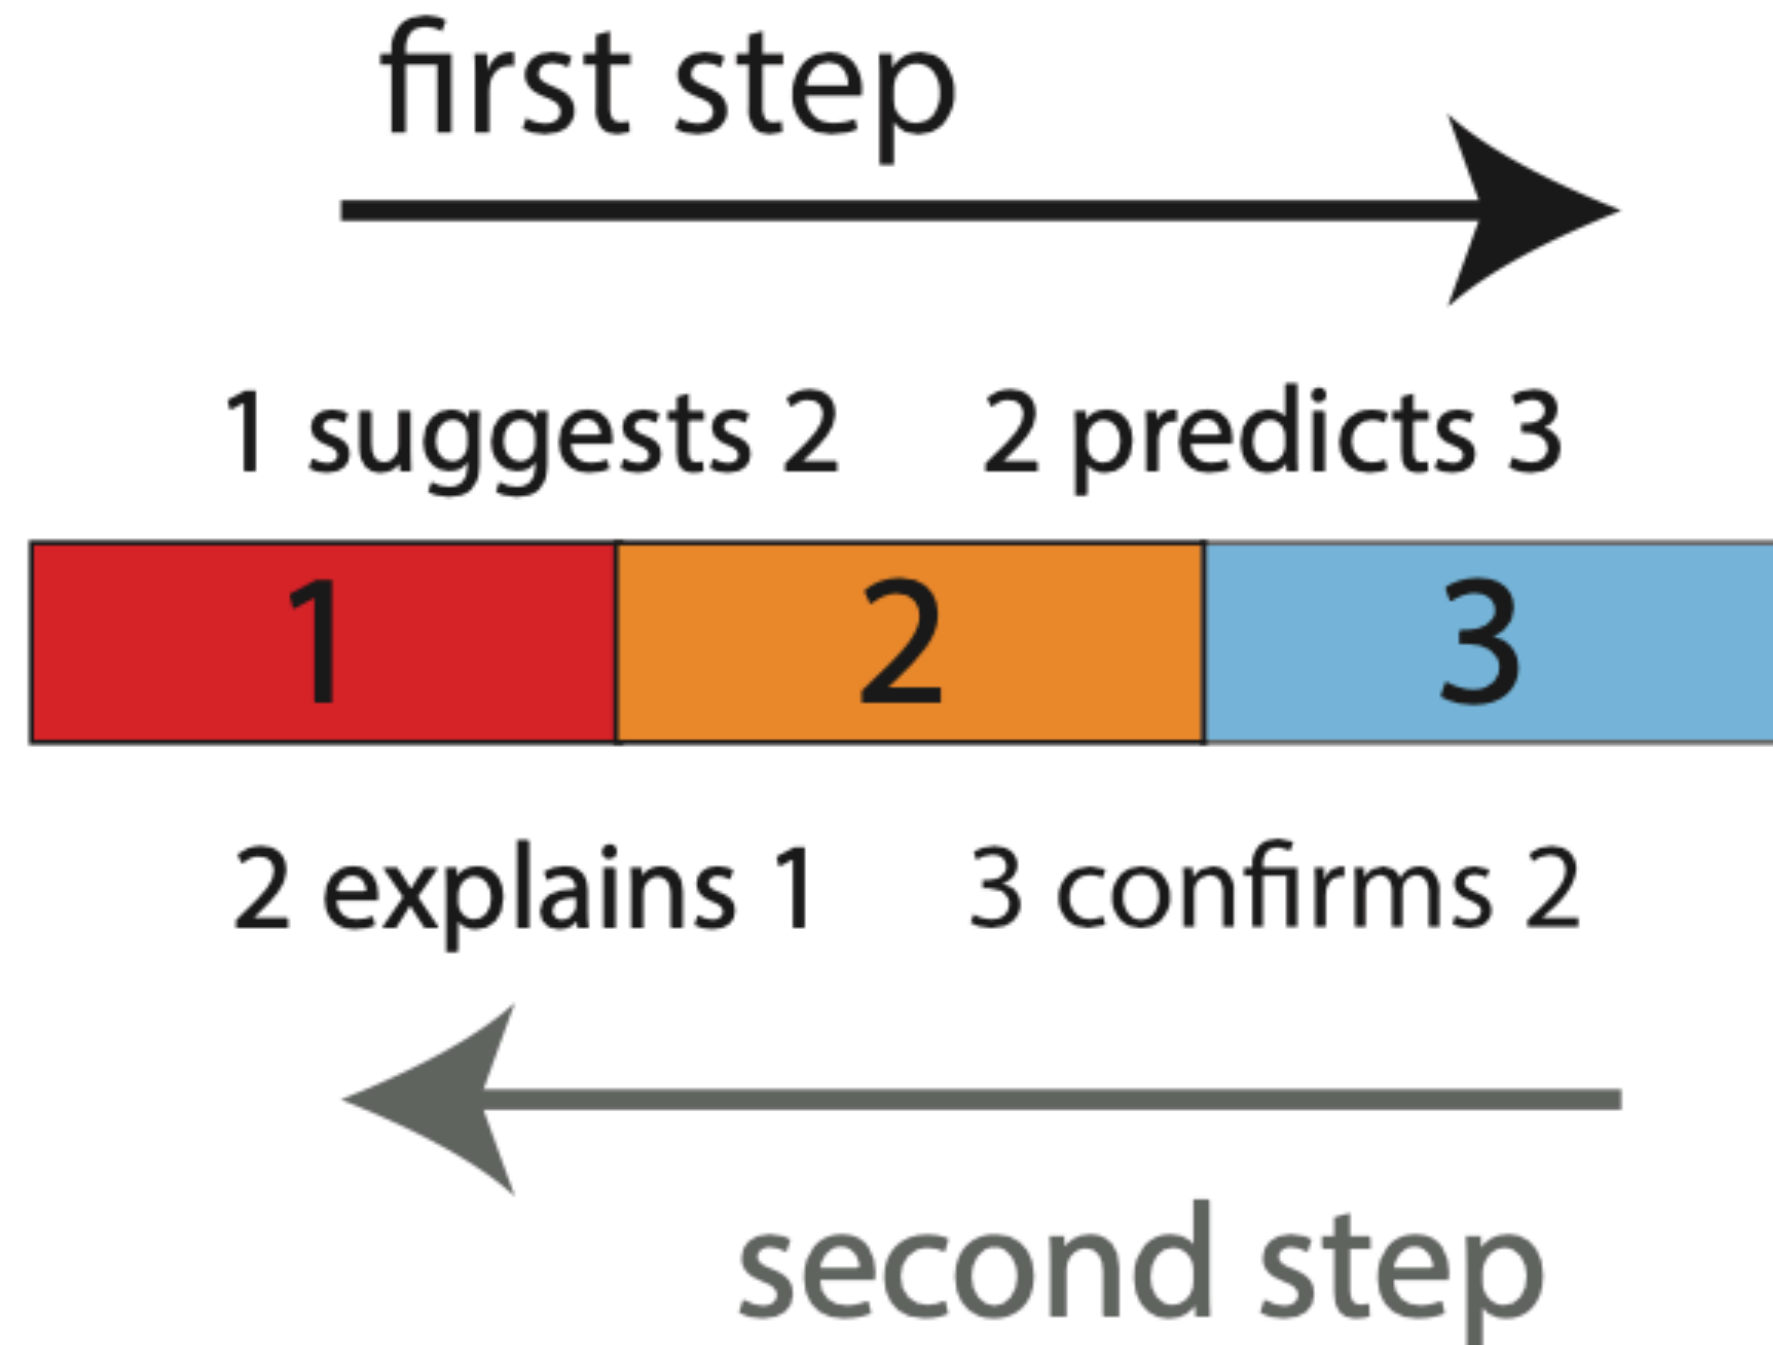 first step
1 suggests 2 2 predicts 3
1 2 3
2 explains 1 3 confirms 2
second step